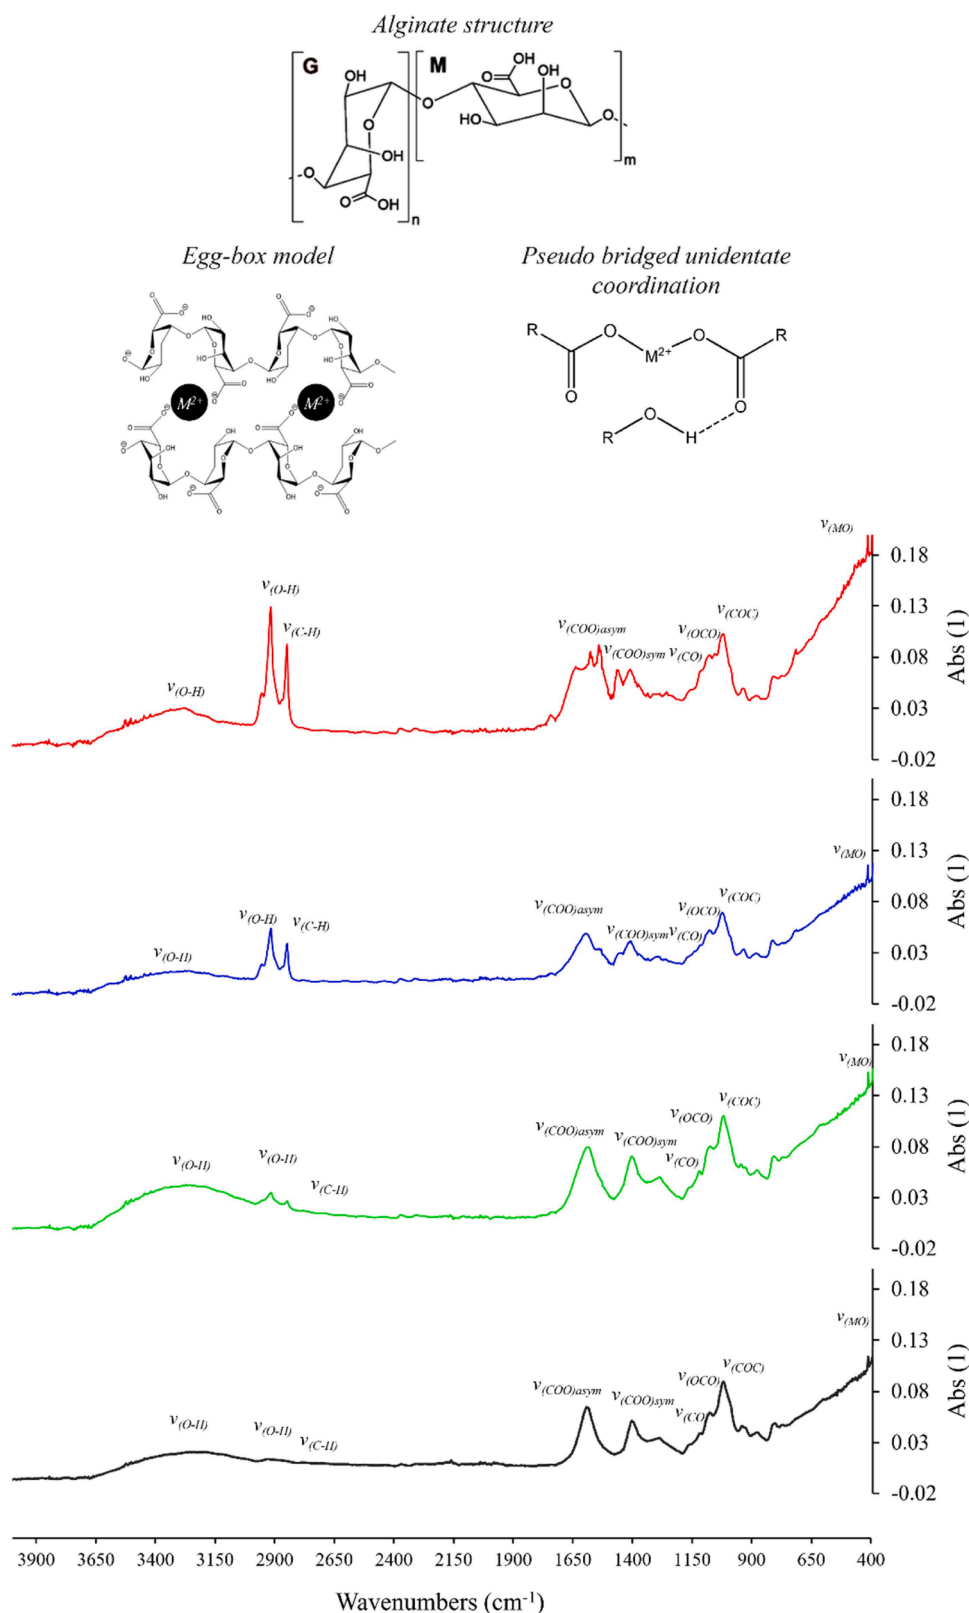 Alginate structure
G
M
OH
O
OH
OH
O
HO
O
OH
O
O
HO
O
OH
O
n
m
Egg-box model
Pseudo bridged unidentate
coordination
M²⁺
M²⁺
R
O
M²⁺
O
R
O
O
R
O
H
ν(MO)
ν(O-H)
ν(C-H)
ν(O-H)
ν(COO)asym
ν(COO)sym
ν(CO)
ν(OCO)
ν(COC)
0.18
0.13
0.08
0.03
-0.02
Abs (1)
ν(MO)
ν(O-H)
ν(C-H)
ν(O-H)
ν(COO)asym
ν(COO)sym
ν(CO)
ν(OCO)
ν(COC)
0.18
0.13
0.08
0.03
-0.02
Abs (1)
ν(MO)
ν(O-H)
ν(O-H)
ν(C-H)
ν(COO)asym
ν(COO)sym
ν(CO)
ν(OCO)
ν(COC)
0.18
0.13
0.08
0.03
-0.02
Abs (1)
ν(MO)
ν(O-H)
ν(O-H)
ν(C-H)
ν(COO)asym
ν(COO)sym
ν(CO)
ν(OCO)
ν(COC)
0.18
0.13
0.08
0.03
-0.02
Abs (1)
3900 3650 3400 3150 2900 2650 2400 2150 1900 1650 1400 1150 900 650 400
Wavenumbers (cm⁻¹)